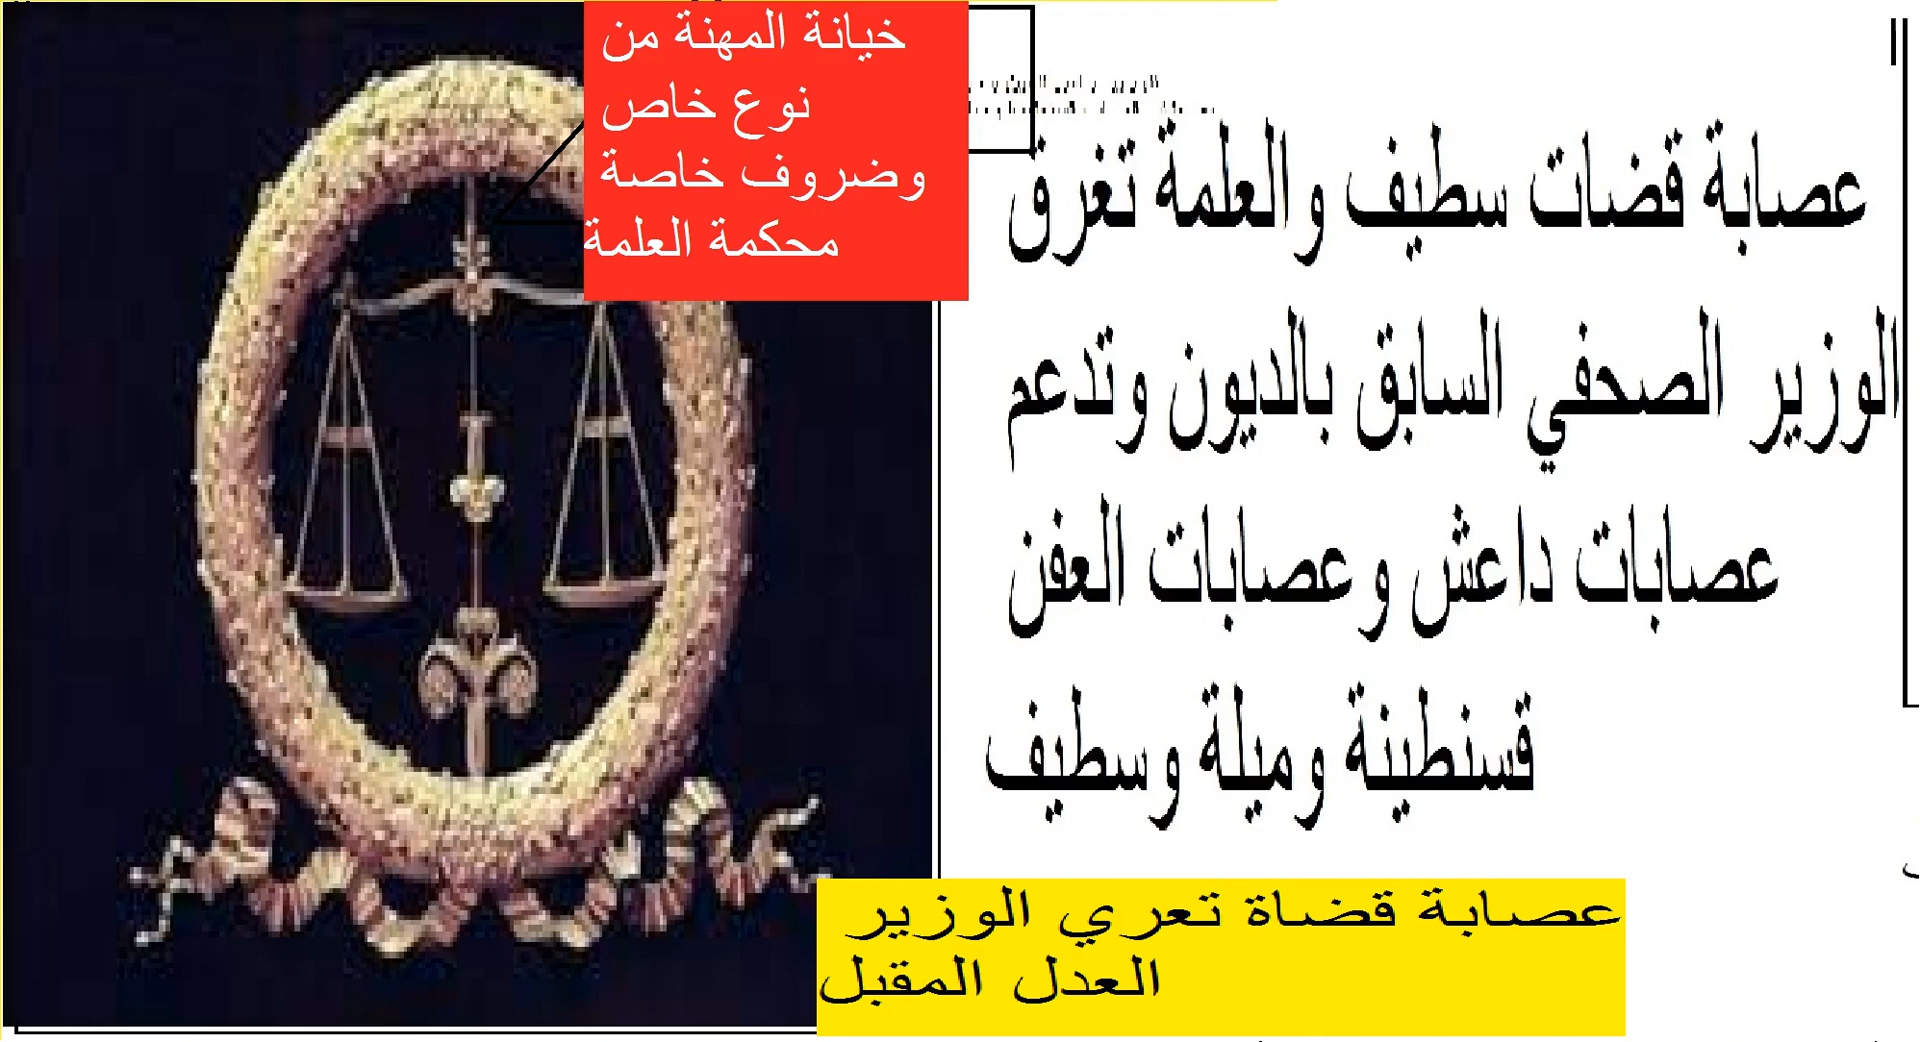 خيانة المهنة من
نوع خاص
وضروف خاصة
محكمة العلمة
عصابة قضات سطيف والعلمة تغرق
الوزير الصحفي السابق بالديون وتدعم
عصابات داعش وعصابات العفن
قسنطينة وميلة وسطيف
عصابة قضاة تعري الوزير
العدل المقبل